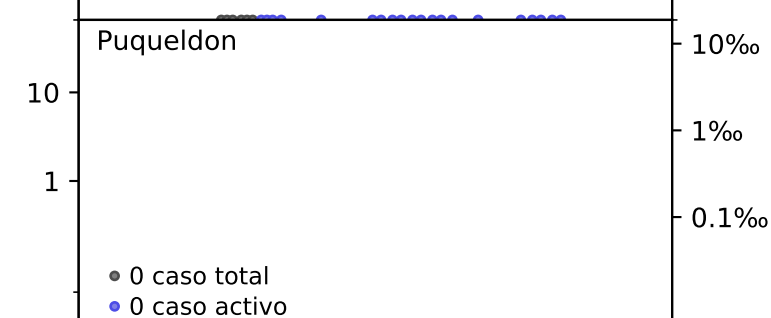 Puqueldon
10‰
10
1‰
1
0.1‰
0 caso total
0 caso activo